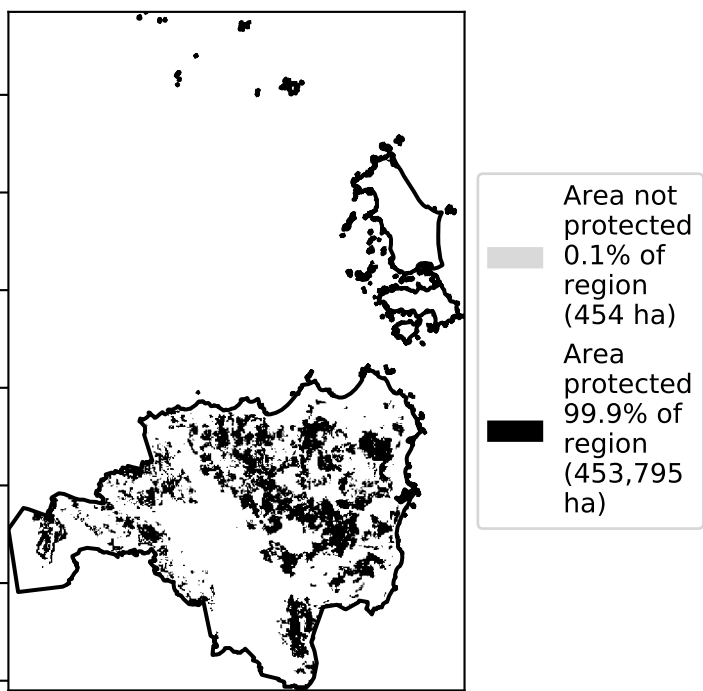 Area not
protected
0.1% of
region
(454 ha)
Area
protected
99.9% of
region
(453,795
ha)